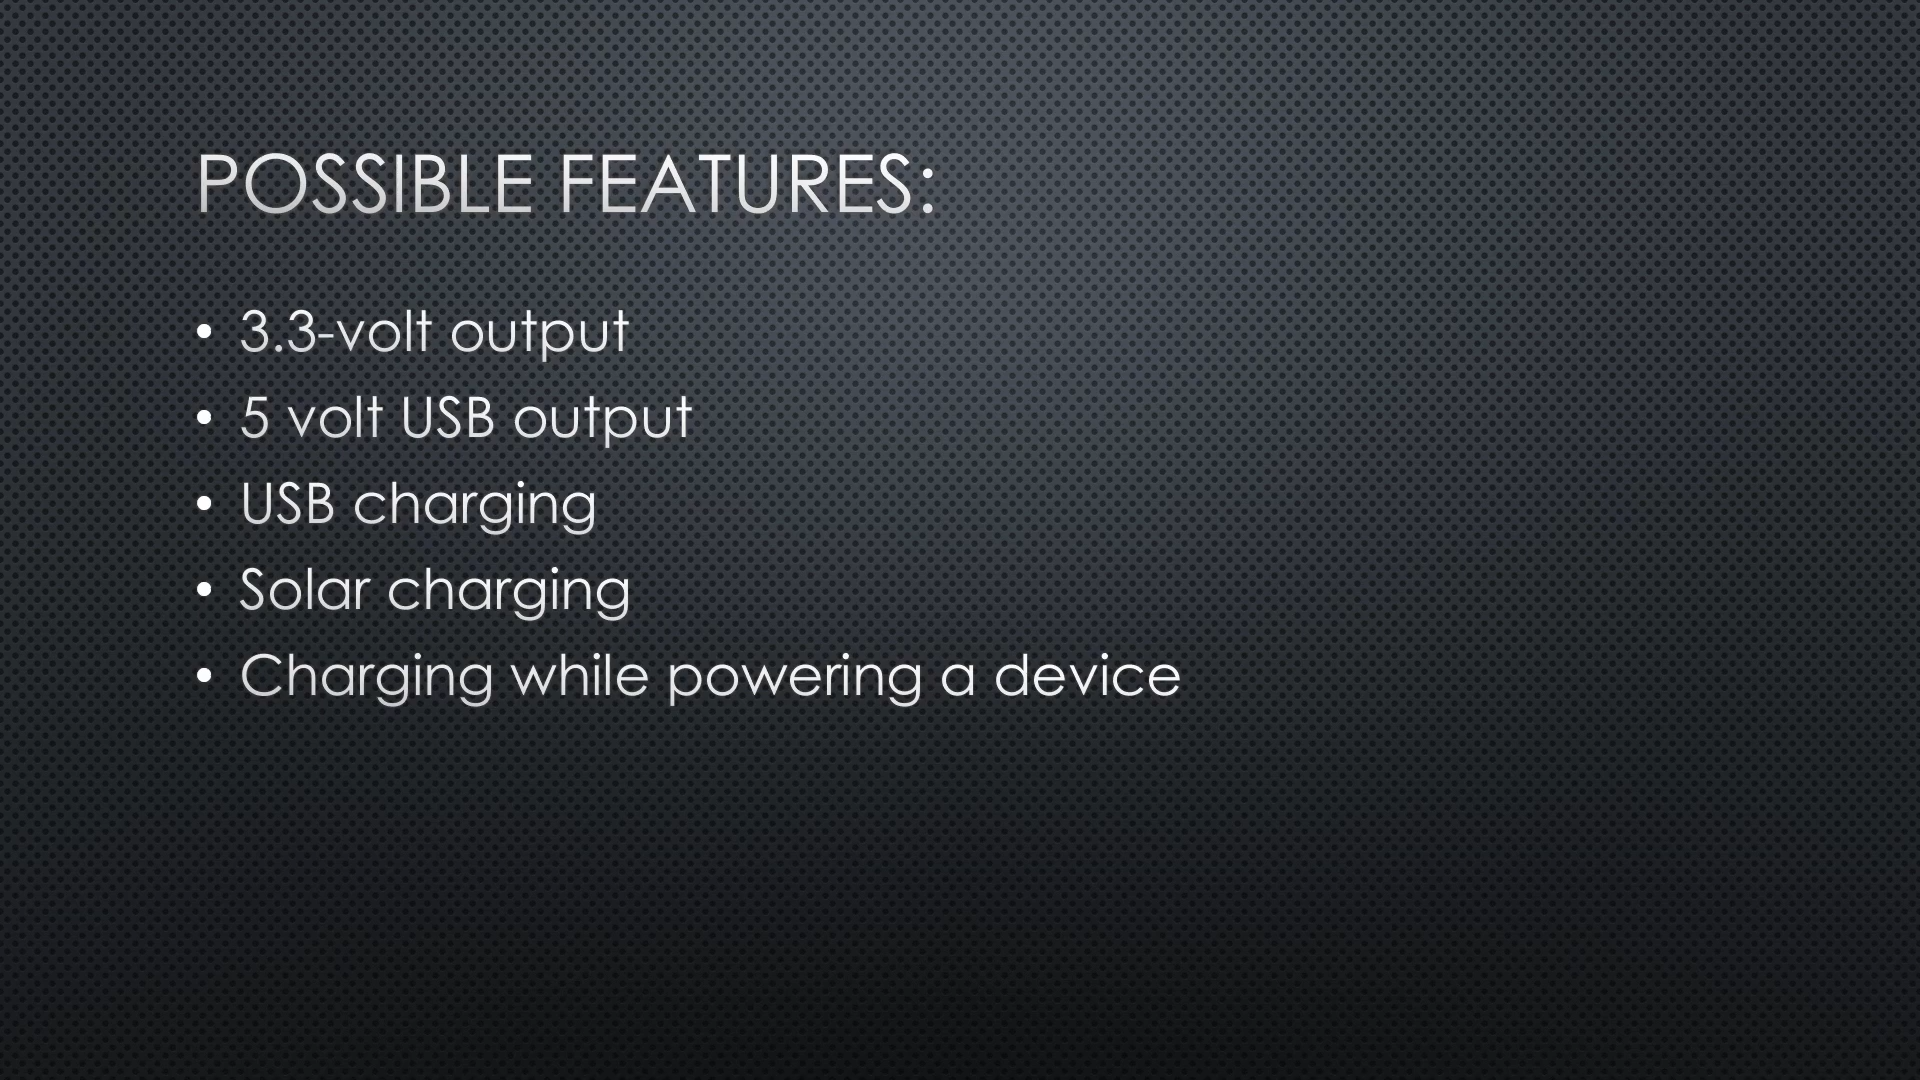 POSSIBLE FEATURES:
• 3.3-volt output
• 5 volt USB output
• USB charging
• Solar charging
• Charging while powering a device